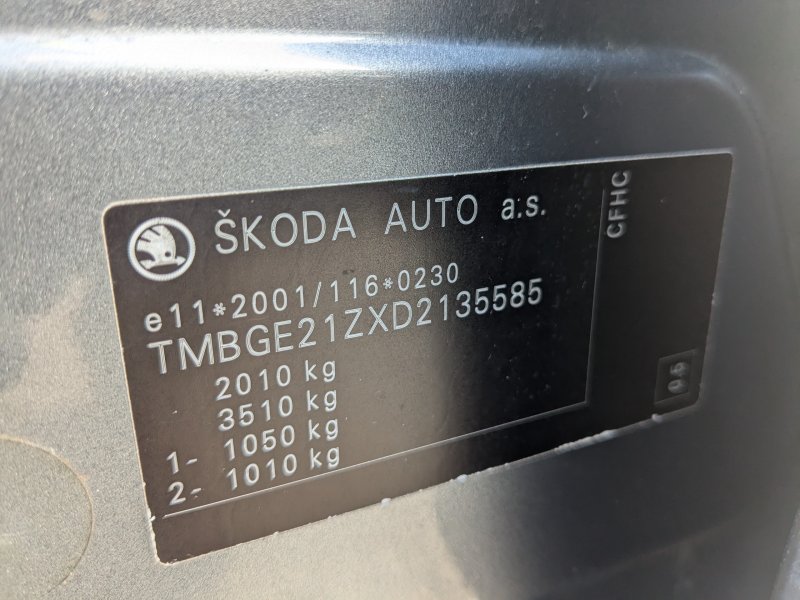 ŠKODA AUTO a.s.
e11*2001/116*0230
TMBGE21ZXD2135585
2010 kg
3510 kg
1- 1050 kg
2- 1010 kg
CFHC